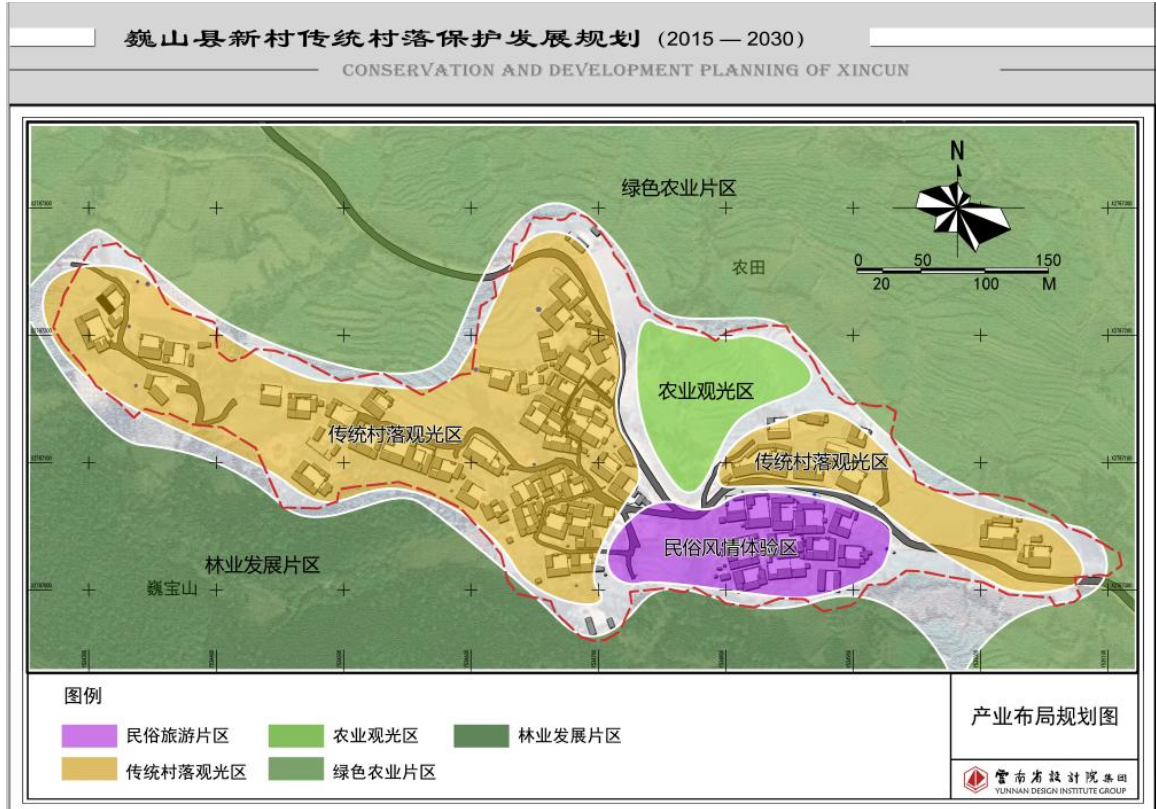 巍山县新村传统村落保护发展规划 (2015 — 2030)
CONSERVATION AND DEVELOPMENT PLANNING OF XINCUN
N
绿色农业片区
农田
0 50 150
20 100 M
农业观光区
传统村落观光区
传统村落观光区
民俗风情体验区
林业发展片区
巍宝山
图例
民俗旅游片区
农业观光区
林业发展片区
传统村落观光区
绿色农业片区
产业布局规划图
雲南省設計院集団
YUNNAN DESIGN INSTITUTE GROUP